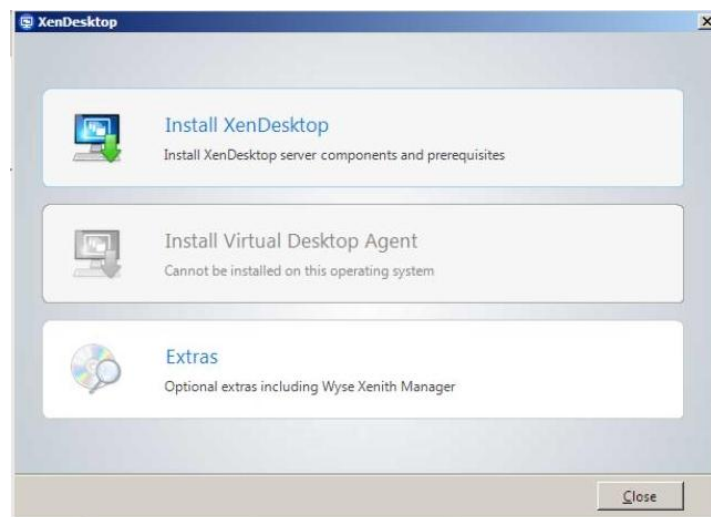 XenDesktop
Install XenDesktop
Install XenDesktop server components and prerequisites
Install Virtual Desktop Agent
Cannot be installed on this operating system
Extras
Optional extras including Wyse Xenith Manager
Close